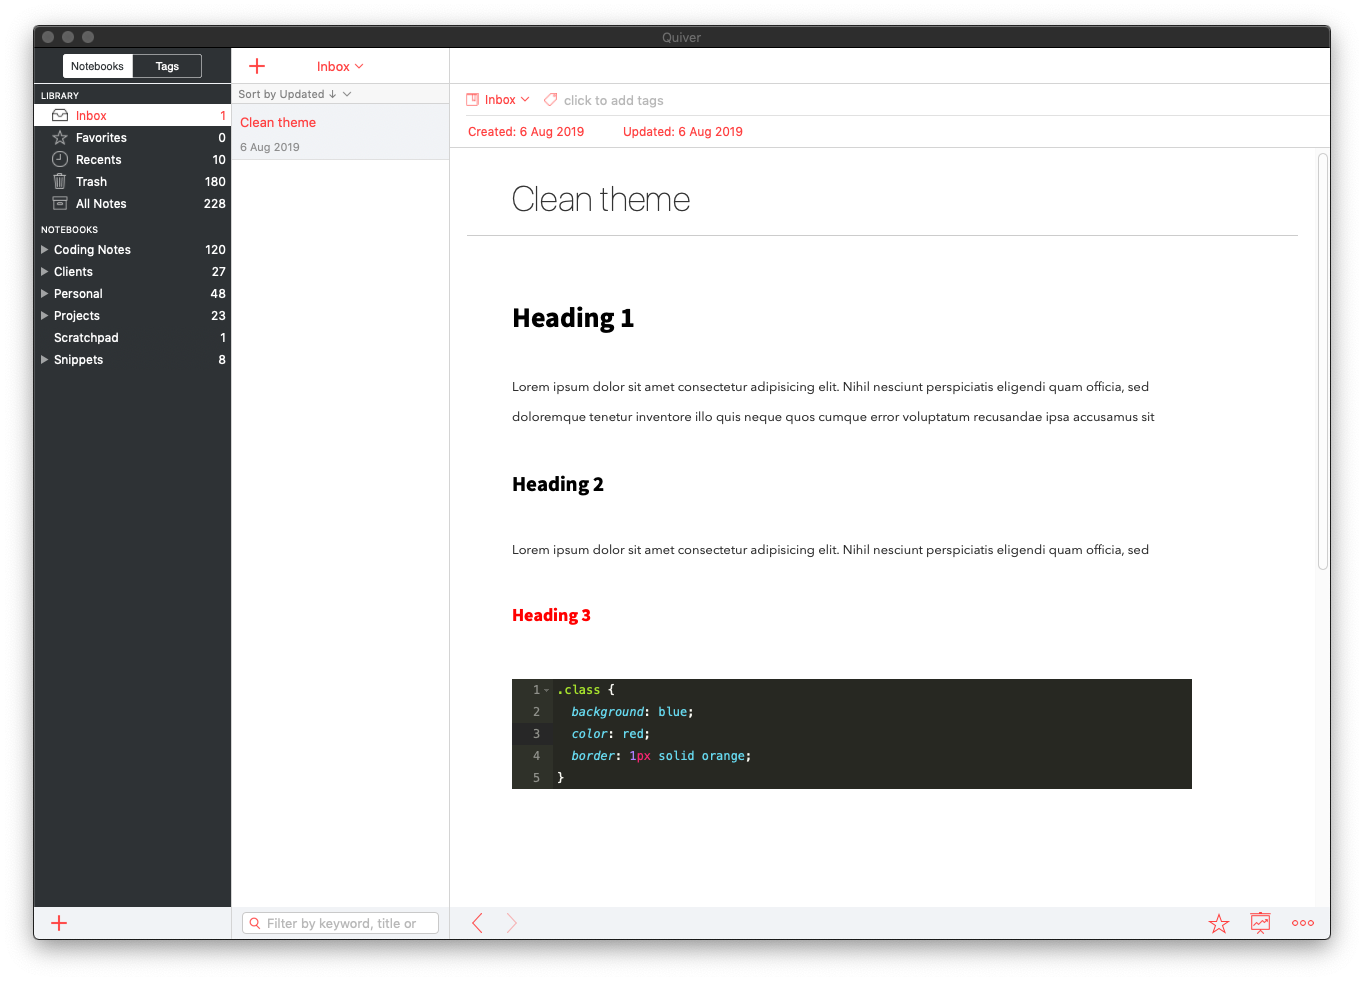 Quiver
Notebooks Tags
LIBRARY
Inbox 1
Favorites 0
Recents 10
Trash 180
All Notes 228
NOTEBOOKS
Coding Notes 120
Clients 27
Personal 48
Projects 23
Scratchpad 1
Snippets 8
Inbox
Sort by Updated ↓
Clean theme
6 Aug 2019
Filter by keyword, title or
Inbox click to add tags
Created: 6 Aug 2019 Updated: 6 Aug 2019
Clean theme
Heading 1
Lorem ipsum dolor sit amet consectetur adipisicing elit. Nihil nesciunt perspiciatis eligendi quam officia, sed
doloremque tenetur inventore illo quis neque quos cumque error voluptatum recusandae ipsa accusamus sit
Heading 2
Lorem ipsum dolor sit amet consectetur adipisicing elit. Nihil nesciunt perspiciatis eligendi quam officia, sed
Heading 3
1 .class {
2 background: blue;
3 color: red;
4 border: 1px solid orange;
5 }